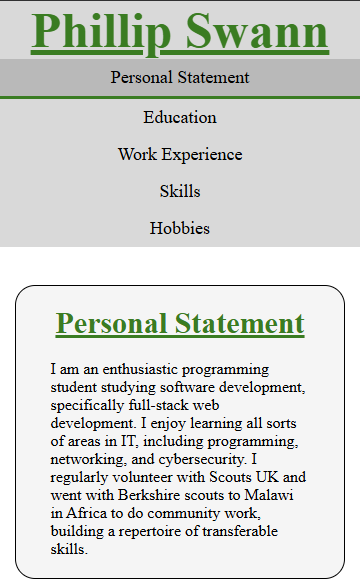 Phillip Swann
Personal Statement
Education
Work Experience
Skills
Hobbies
Personal Statement
I am an enthusiastic programming
student studying software development,
specifically full-stack web
development. I enjoy learning all sorts
of areas in IT, including programming,
networking, and cybersecurity. I
regularly volunteer with Scouts UK and
went with Berkshire scouts to Malawi
in Africa to do community work,
building a repertoire of transferable
skills.